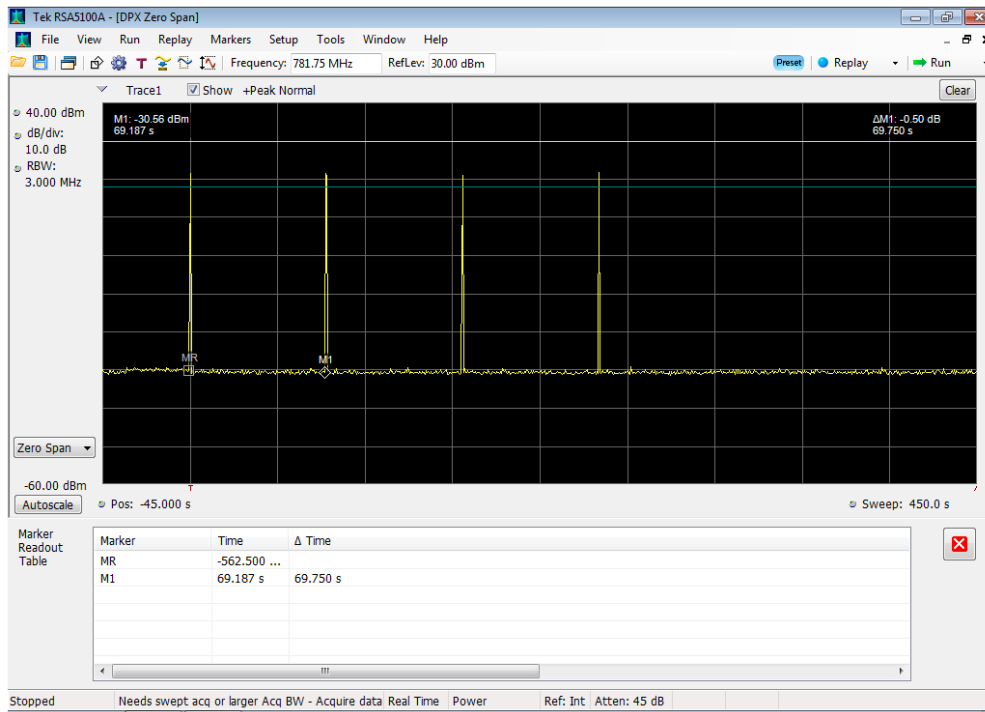 Tek RSA5100A - [DPX Zero Span]
File View Run Replay Markers Setup Tools Window Help
T Frequency: 781.75 MHz RefLev: 30.00 dBm Preset Replay Run
Trace1 Show +Peak Normal Clear
40.00 dBm
dB/div:
10.0 dB
RBW:
3.000 MHz
M1: -30.56 dBm
69.187 s
ΔM1: -0.50 dB
69.750 s
MR
M1
Zero Span
-60.00 dBm
T
Autoscale Pos: -45.000 s Sweep: 450.0 s
Marker
Readout
Table
Marker Time Δ Time
MR -562.500 ...
M1 69.187 s 69.750 s
Stopped Needs swept acq or larger Acq BW - Acquire data Real Time Power Ref: Int Atten: 45 dB